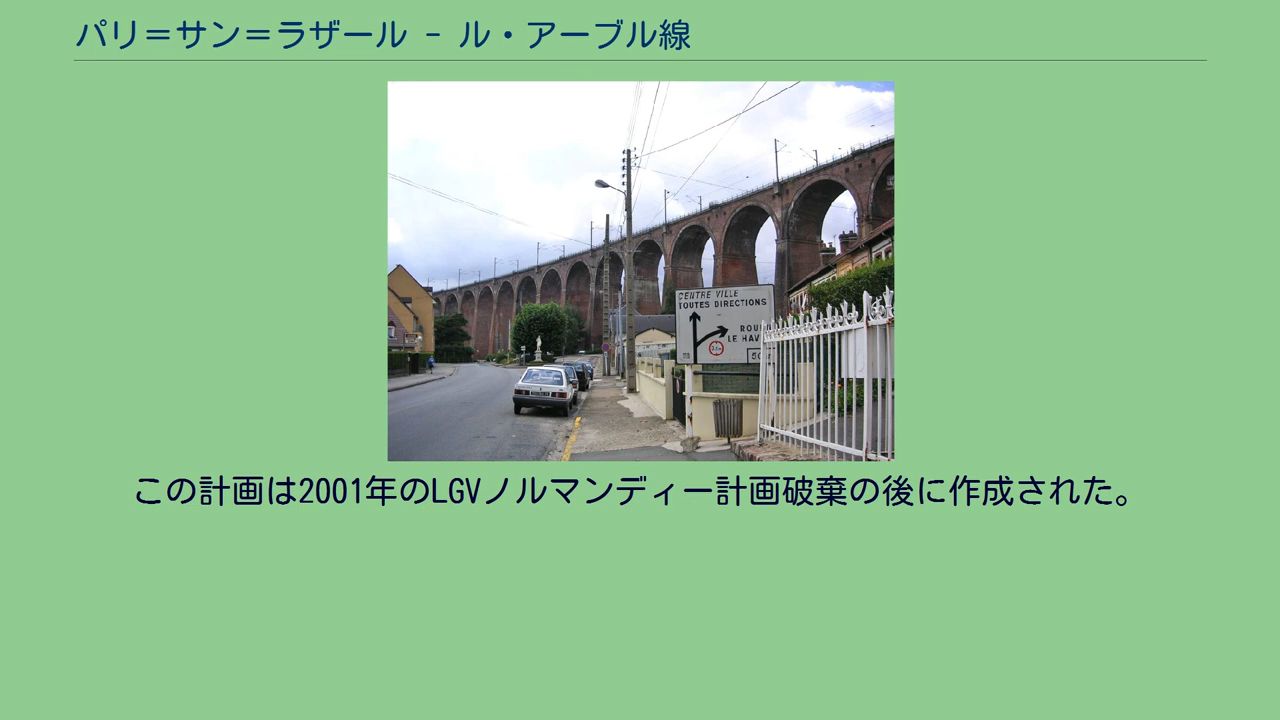 パリ＝サン＝ラザール - ル・アーブル線
CENTRE VILLE
TOUTES DIRECTIONS
LE HAV
この計画は2001年のLGVノルマンディー計画破棄の後に作成された。